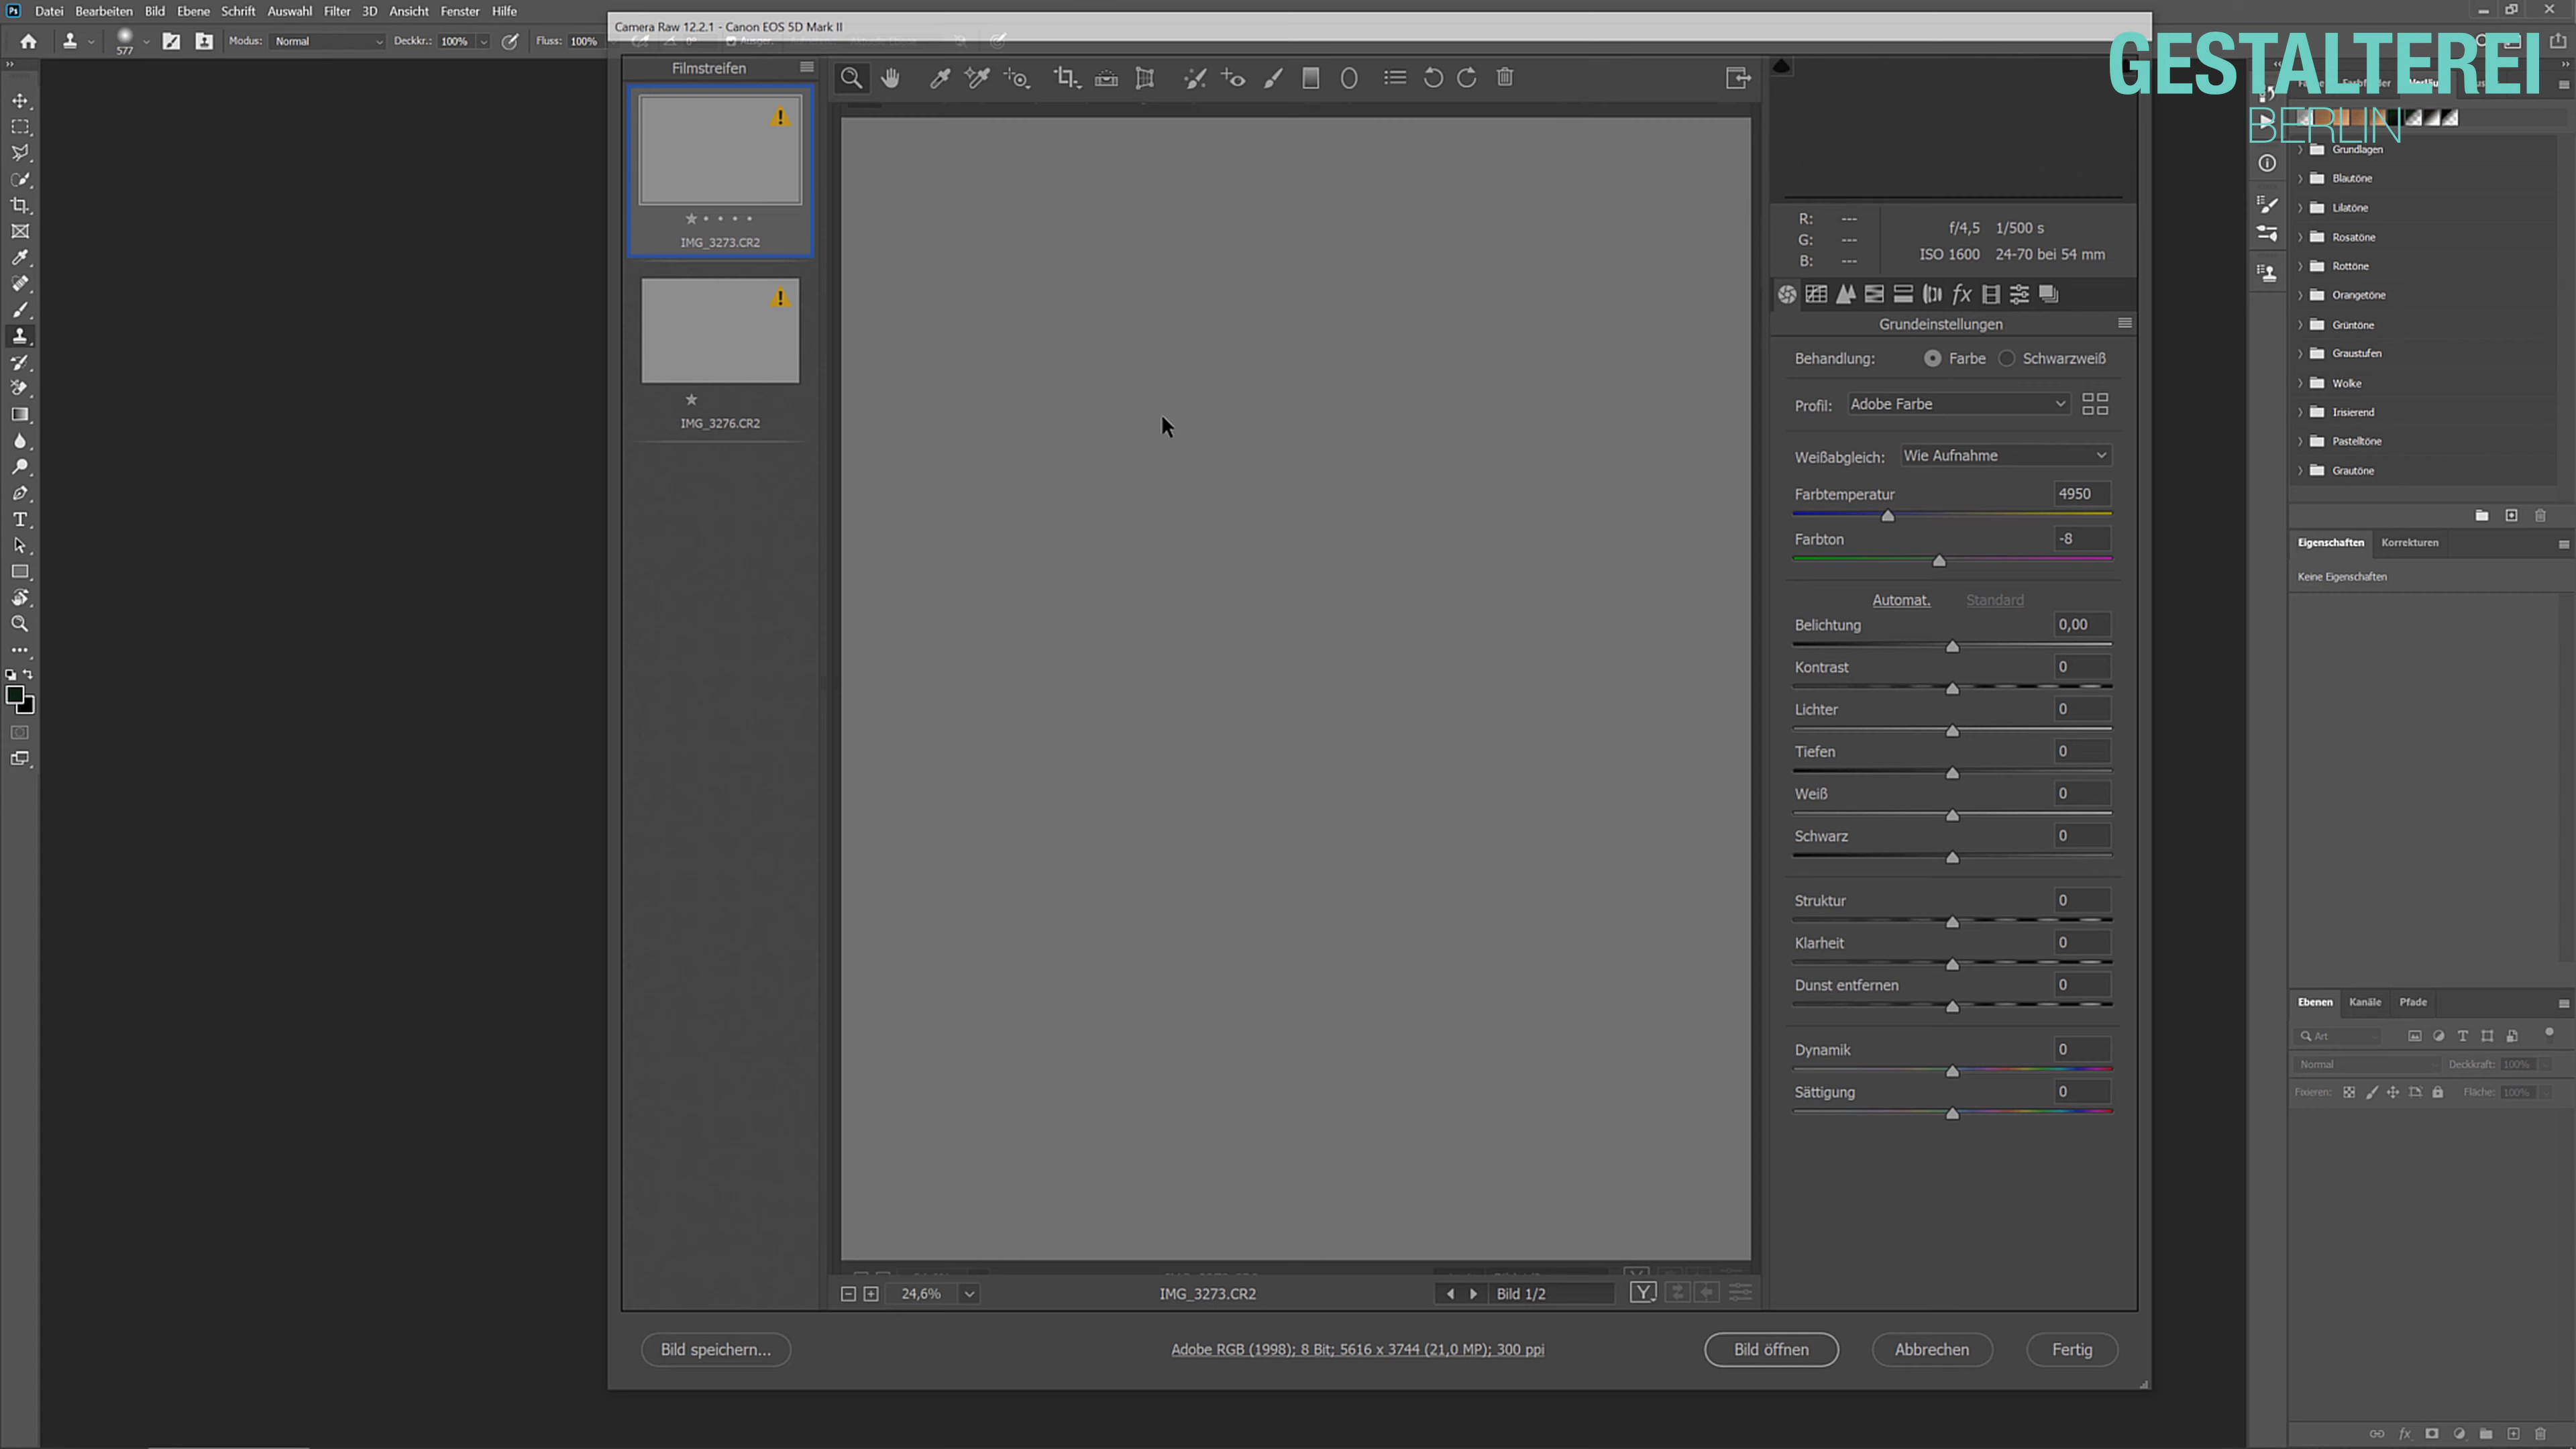 Datei Bearbeiten Bild Ebene Schrift Auswahl Filter 3D Ansicht Fenster Hilfe
577 Modus: Normal Deckkr.: 100% Fluss: 100%
Camera Raw 12.2.1 - Canon EOS 5D Mark II
GESTALTEREI
BERLIN
Filmstreifen
IMG_3273.CR2
IMG_3276.CR2
R: ---
G: ---
B: ---
f/4,5 1/500 s
ISO 1600 24-70 bei 54 mm
Grundeinstellungen
Behandlung: Farbe Schwarzweiß
Profil: Adobe Farbe
Weißabgleich: Wie Aufnahme
Farbtemperatur 4950
Farbton -8
Automat. Standard
Belichtung 0,00
Kontrast 0
Lichter 0
Tiefen 0
Weiß 0
Schwarz 0
Struktur 0
Klarheit 0
Dunst entfernen 0
Dynamik 0
Sättigung 0
24,6% IMG_3273.CR2 Bild 1/2
Bild speichern...
Adobe RGB (1998); 8 Bit; 5616 x 3744 (21,0 MP); 300 ppi
Bild öffnen Abbrechen Fertig
Grundlagen
Blautöne
Lilatöne
Rosatöne
Rottöne
Orangetöne
Grüntöne
Graustufen
Wolke
Irisierend
Pastelltöne
Grautöne
Eigenschaften Korrekturen
Keine Eigenschaften
Ebenen Kanäle Pfade
Art
Normal Deckkraft: 100%
Fixieren: Fläche: 100%